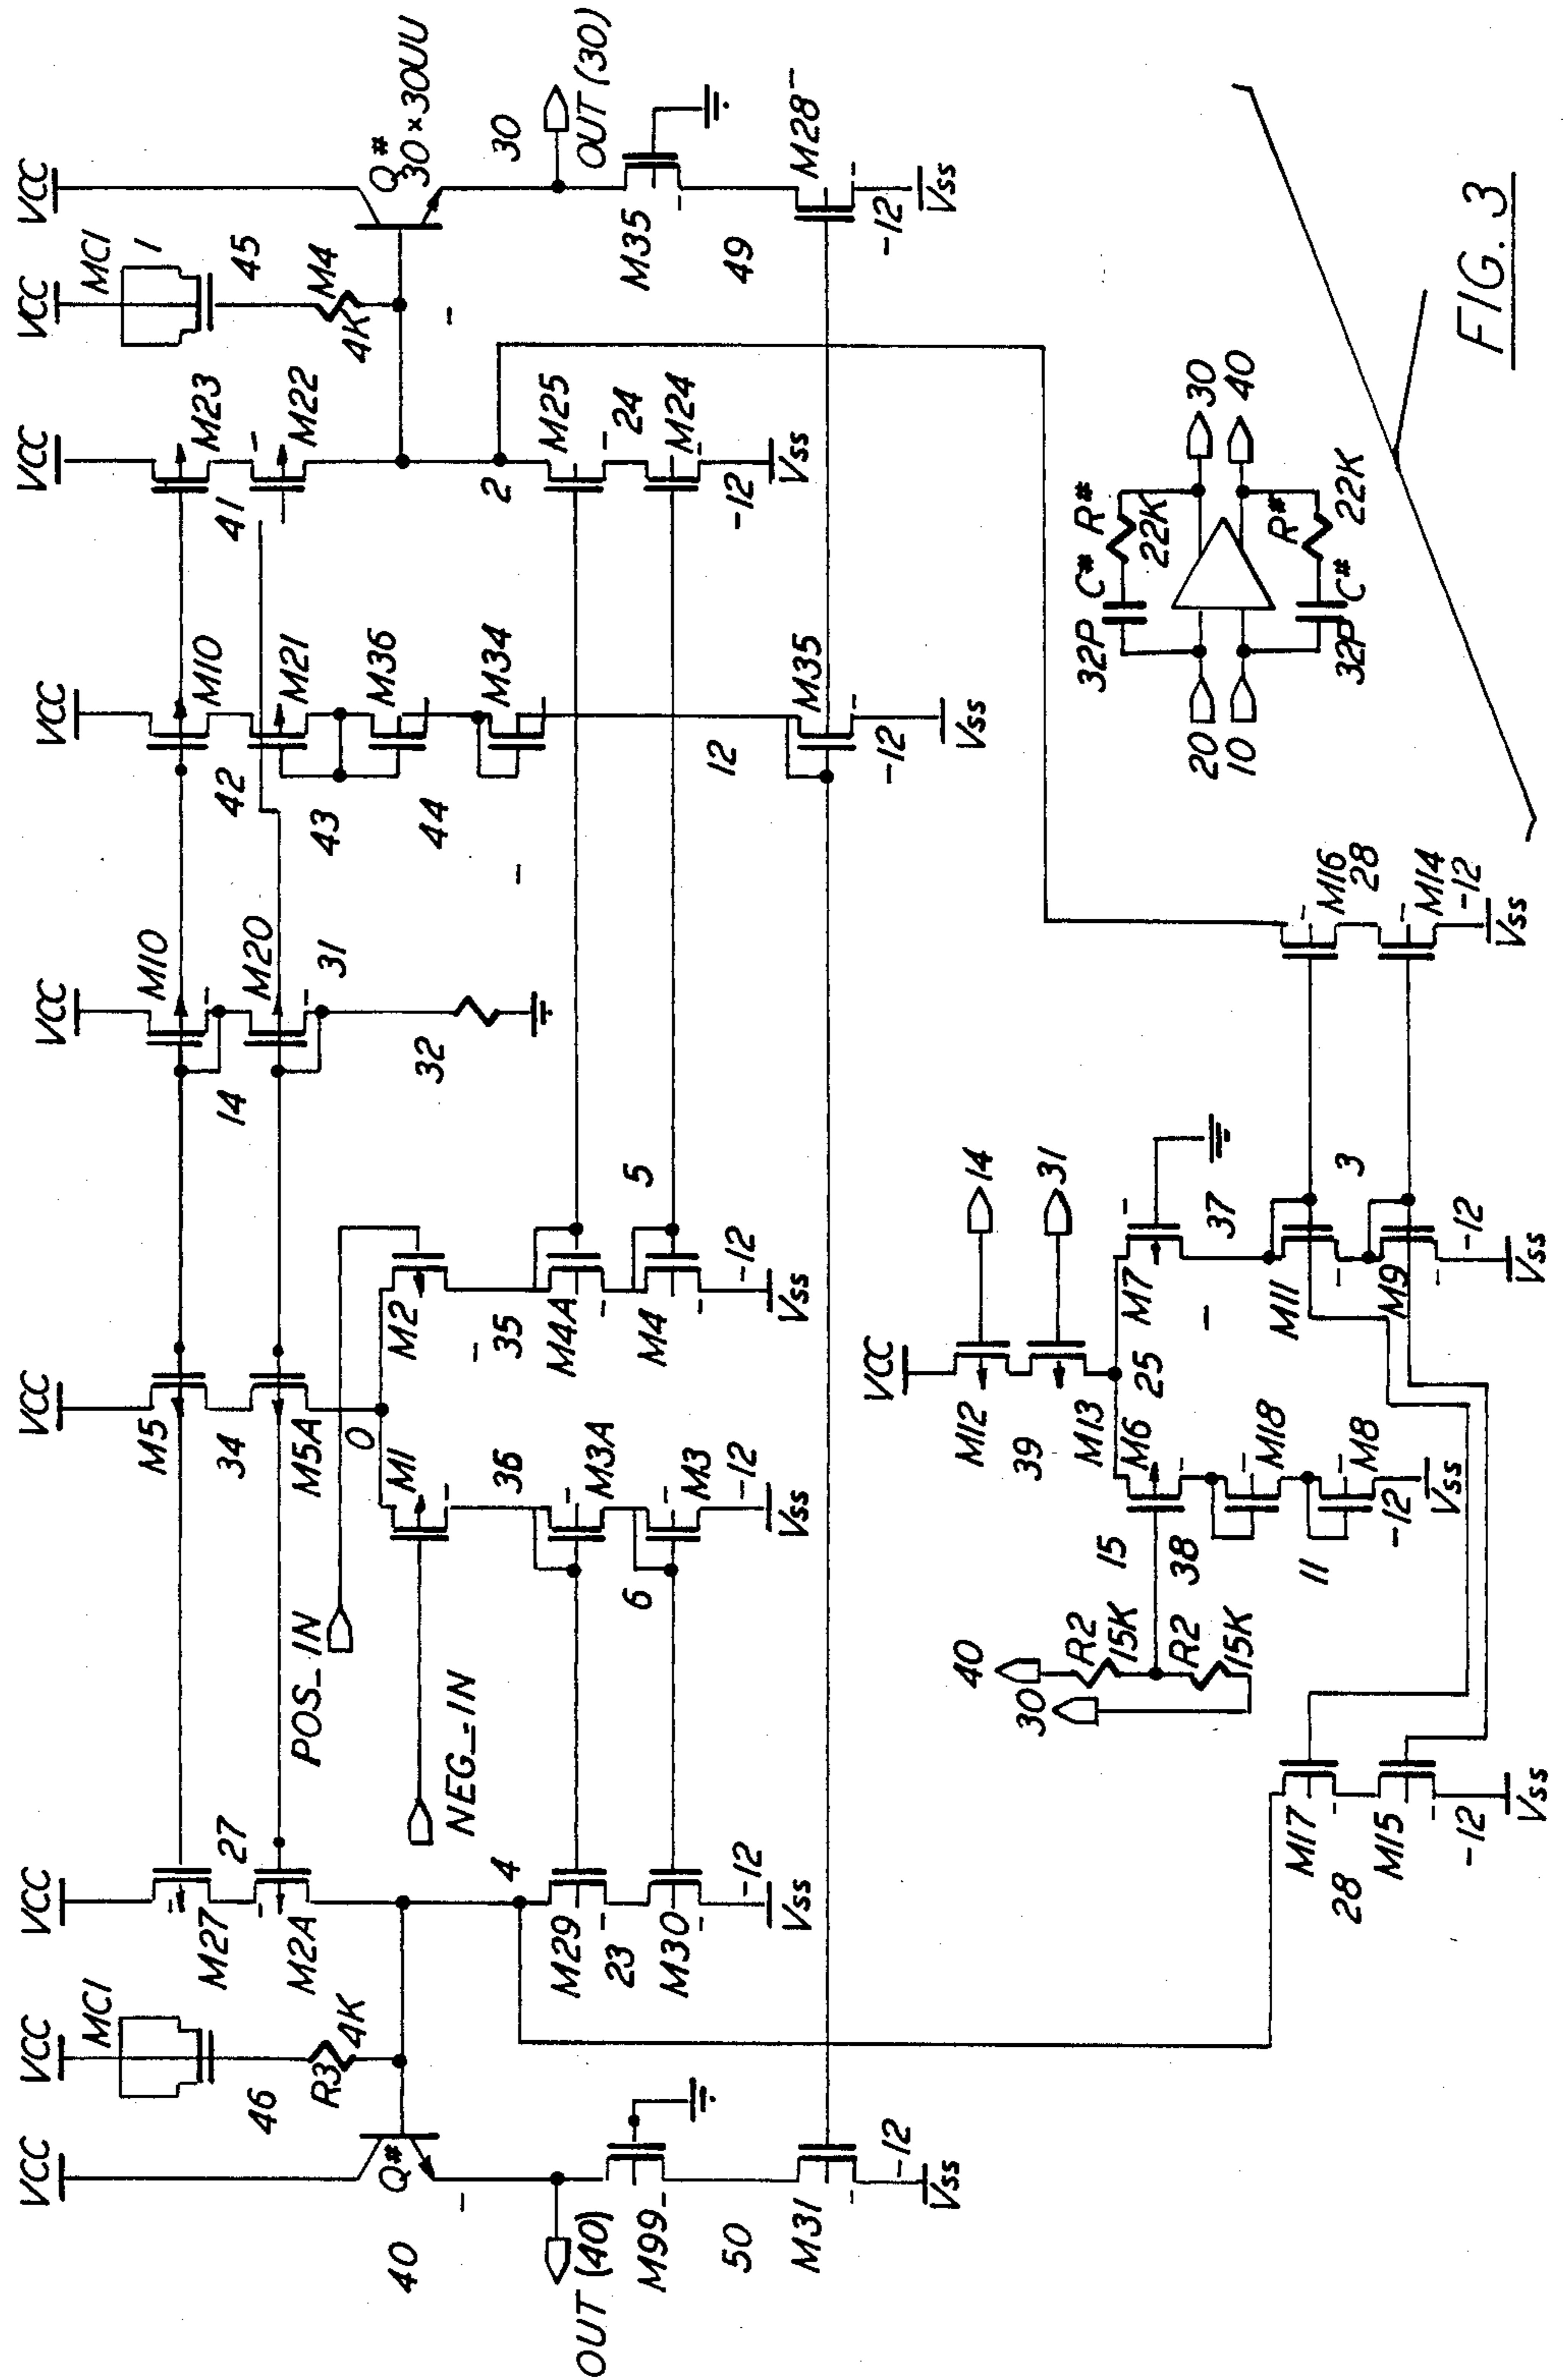 VCC
VCC
VCC
VCC
VCC
VCC
VCC
VCC
VCC
MC1
M27
27
M5
34
M10
14
M10
42
M23
41
MC1
1
45
46
R3
4K
M2A
M5A
M20
31
M21
43
M22
M4
4K
Q#
40
POS_IN
NEG_IN
0
M1
M2
32
M36
44
M34
Q#
30×30UU
30
OUT (30)
OUT (40)
4
36
35
2
M99
M29
23
M30
-12
Vss
M3A
6
M3
-12
Vss
M4A
5
M4
-12
Vss
M25
24
M24
-12
Vss
M35
50
49
M31
-12
Vss
12
M35
-12
Vss
M28
-12
Vss
VCC
M12
14
39
M13
31
40
30
R2
15K
R2
15K
15
M6
25
M7
37
38
M18
11
M8
-12
Vss
M11
3
M9
-12
Vss
M17
28
M15
-12
Vss
M16
28
M14
-12
Vss
32P
C#
R#
22K
20
10
30
40
32P
C#
R#
22K
FIG. 3